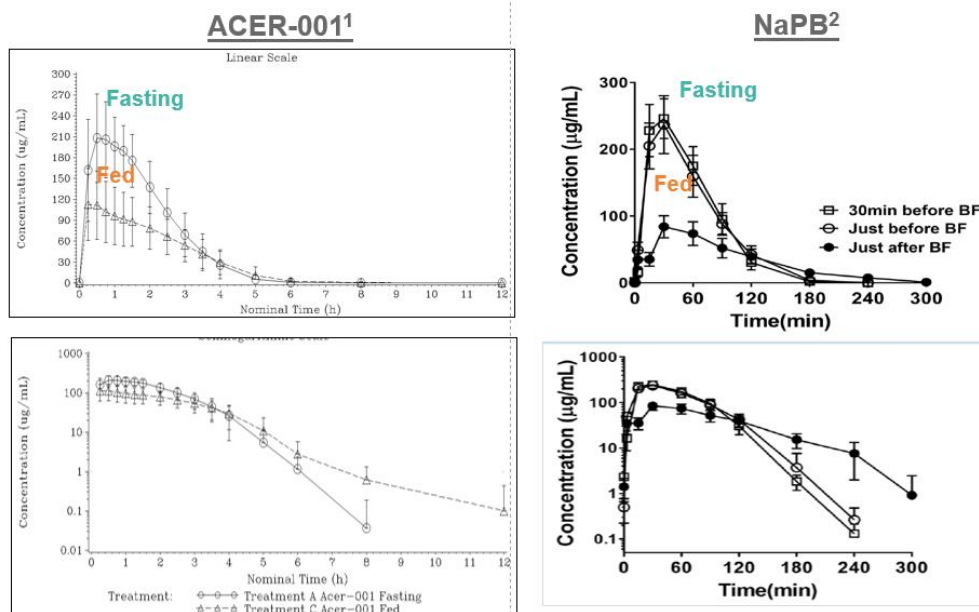 ACER-001¹
NaPB²
Linear Scale
Concentration (ug/mL)
300
270
240
210
180
150
120
90
60
30
0
Fasting
Fed
0 1 2 3 4 5 6 7 8 9 10 11 12
Nominal Time (h)
Concentration (μg/mL)
300
200
100
0
Fasting
Fed
30min before BF
Just before BF
Just after BF
0 60 120 180 240 300
Time(min)
Concentration (ug/mL)
1000
100
10
1
0.1
0.01
0 1 2 3 4 5 6 7 8 9 10 11 12
Nominal Time (h)
Treatment:
Treatment A Acer-001 Fasting
Treatment C Acer-001 Fed
Concentration (μg/mL)
1000
100
10
1
0.1
0 60 120 180 240 300
Time(min)